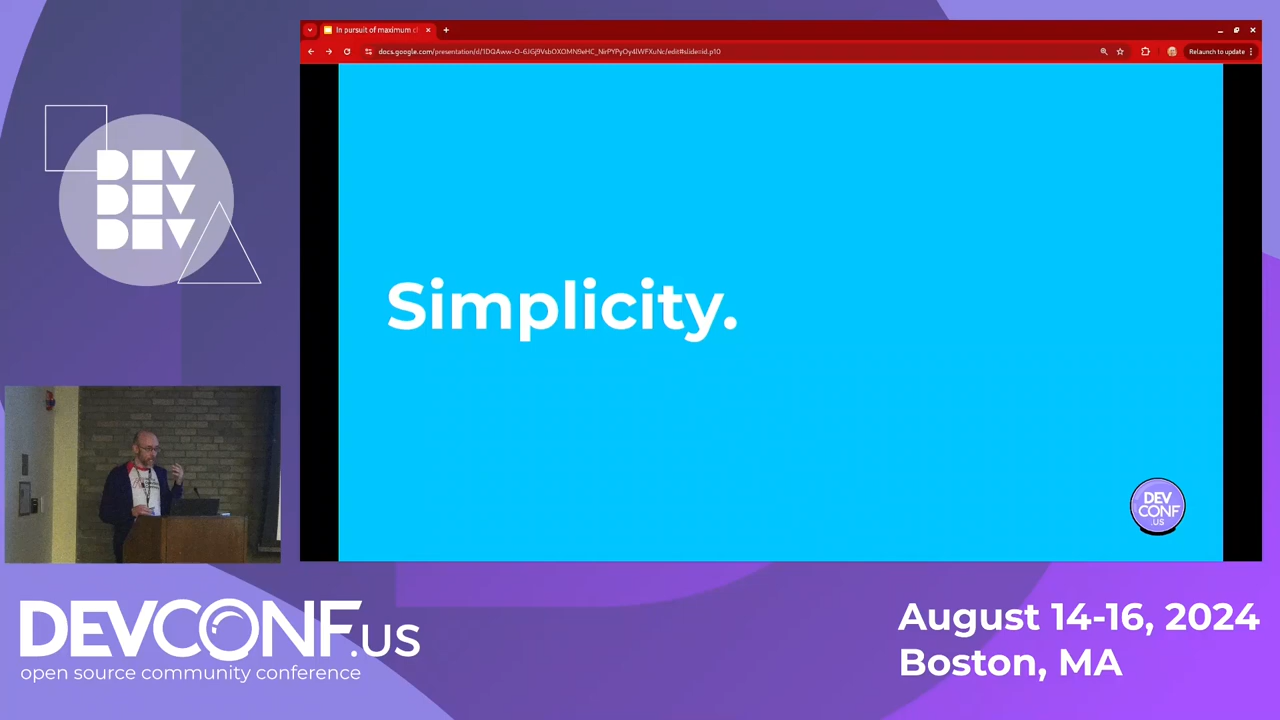 In pursuit of maximum cl
docs.google.com/presentation/d/1DQAww-O-6JGj9VsbOXOMN9eHC_NirPYPyOy4lWFXuNc/edit#slide=id.p10
Relaunch to update
DEV
DEV
DEV
Simplicity.
DEV
CONF
.US
DEVCONF.US
open source community conference
August 14-16, 2024
Boston, MA